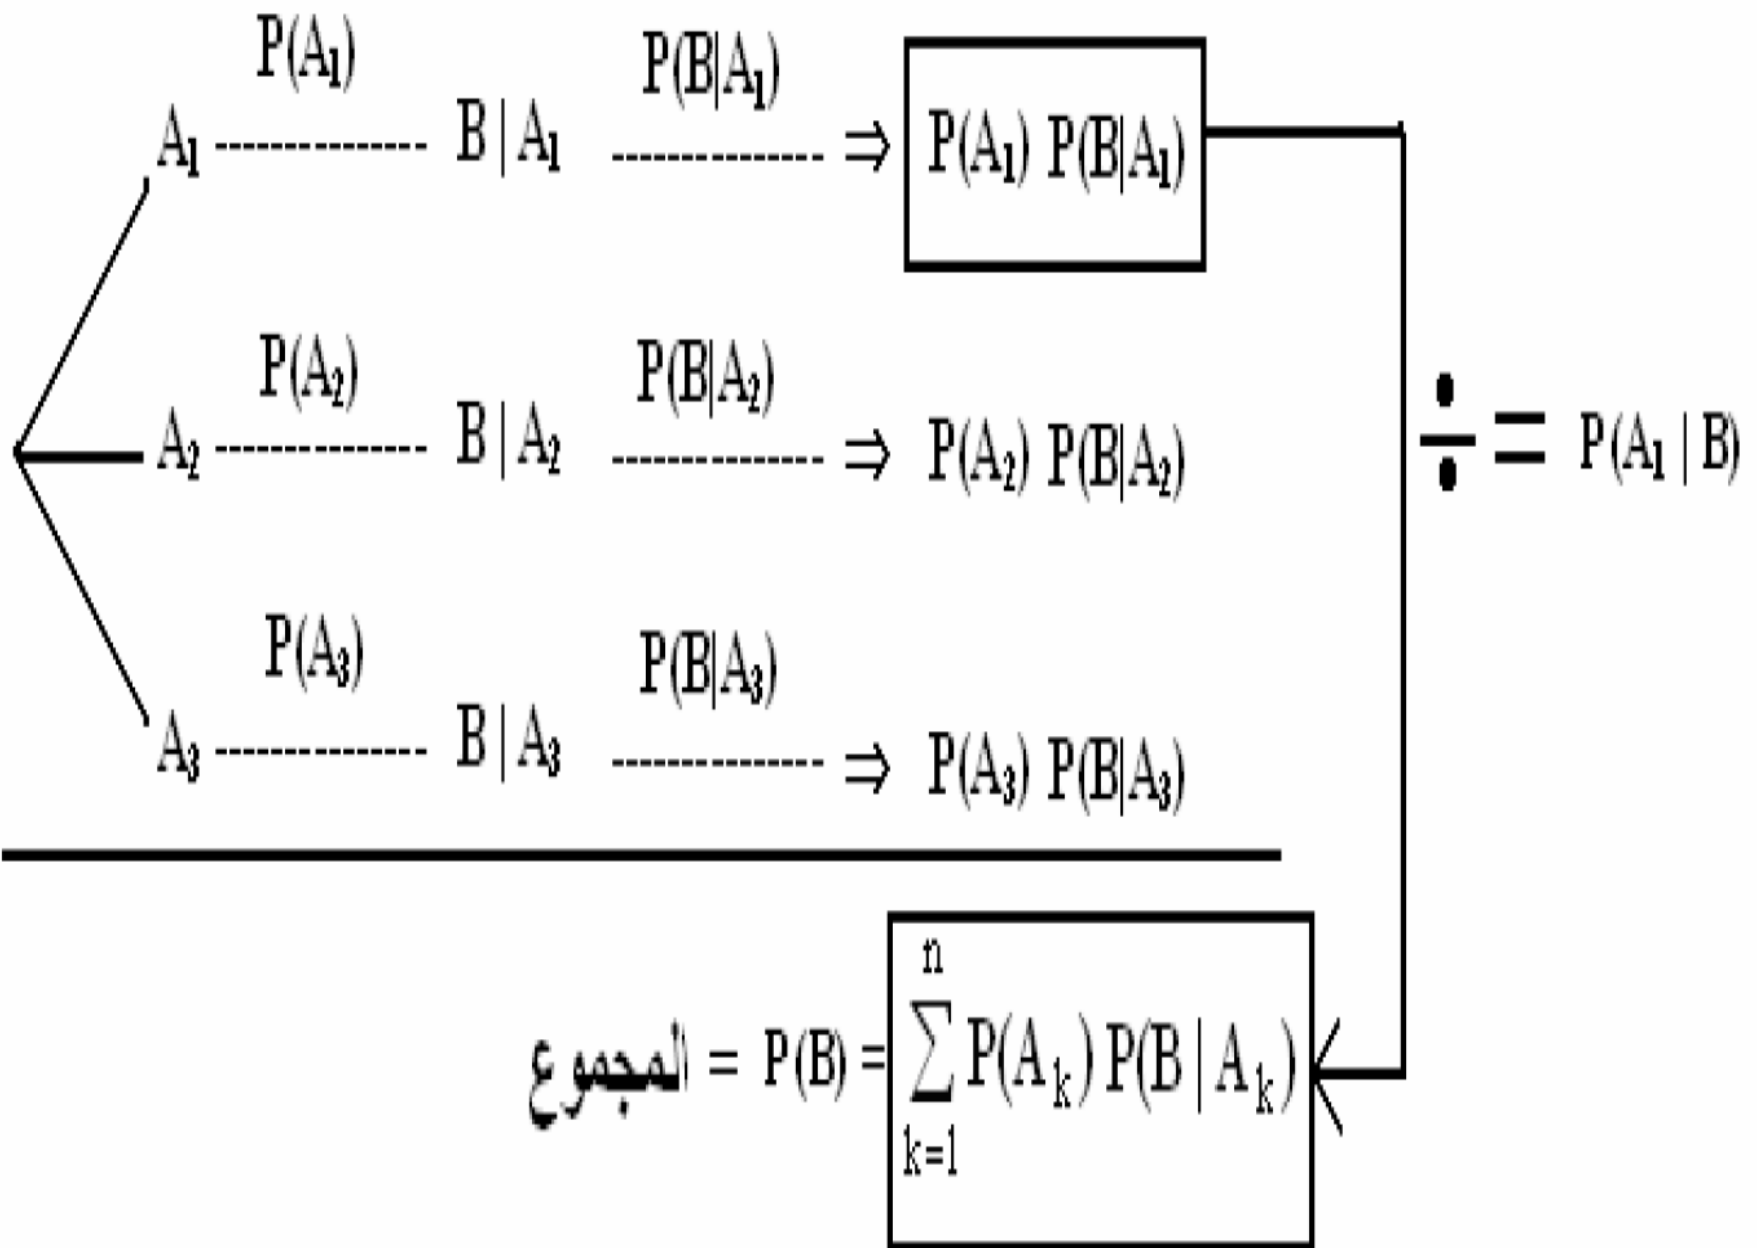 P(A₁) P(B|A₁)
A₁ --------------- B | A₁ --------------- ⇒ P(A₁) P(B|A₁)
P(A₂) P(B|A₂)
A₂ --------------- B | A₂ --------------- ⇒ P(A₂) P(B|A₂) ÷ = P(A₁ | B)
P(A₃) P(B|A₃)
A₃ --------------- B | A₃ --------------- ⇒ P(A₃) P(B|A₃)
n
المجموع = P(B) = ∑ P(Aₖ) P(B | Aₖ)
k=1